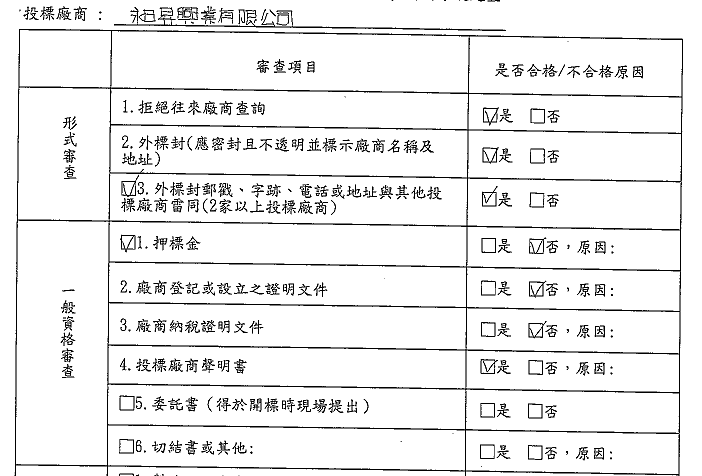 投標廠商： 永昇興業有限公司
審查項目
是否合格/不合格原因
形式審查
1.拒絕往來廠商查詢
☑是 □否
2.外標封(應密封且不透明並標示廠商名稱及
地址)
☑是 □否
☑3.外標封郵戳、字跡、電話或地址與其他投
標廠商雷同(2家以上投標廠商)
☑是 □否
一般資格審查
☑1.押標金
□是 ☑否，原因:
2.廠商登記或設立之證明文件
□是 ☑否，原因:
3.廠商納稅證明文件
□是 ☑否，原因:
4.投標廠商聲明書
☑是 □否，原因:
□5.委託書（得於開標時現場提出）
□是 □否
□6.切結書或其他:
□是 □否，原因: